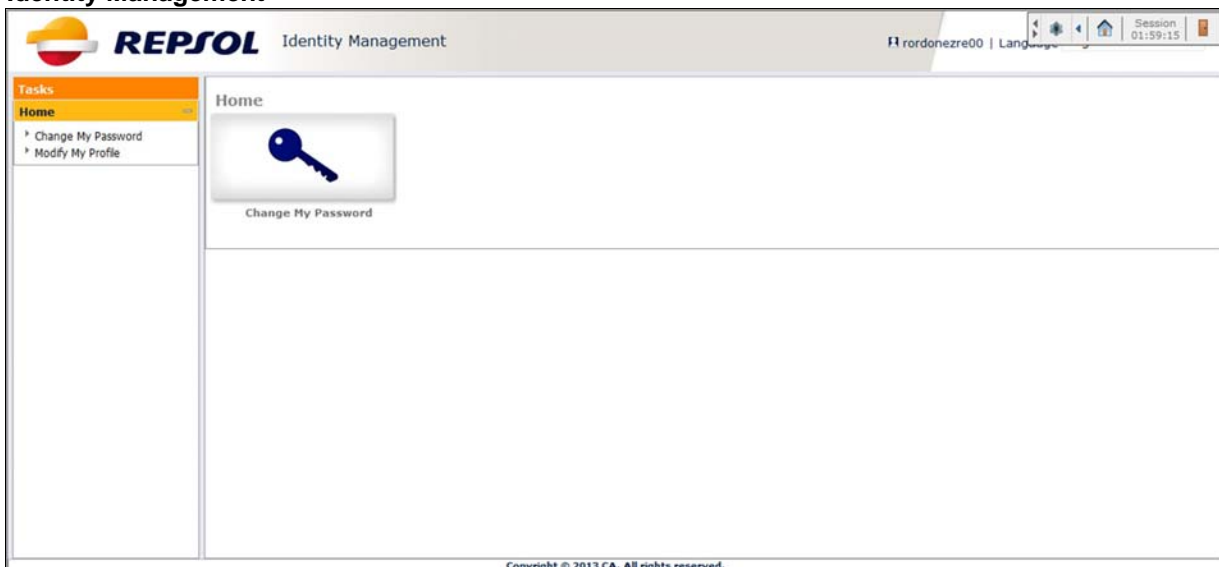 Identity Management
REPSOL Identity Management
rordonezre00 | Language
Session
01:59:15
Tasks
Home
Change My Password
Modify My Profile
Home
Change My Password
Copyright © 2013 CA. All rights reserved.